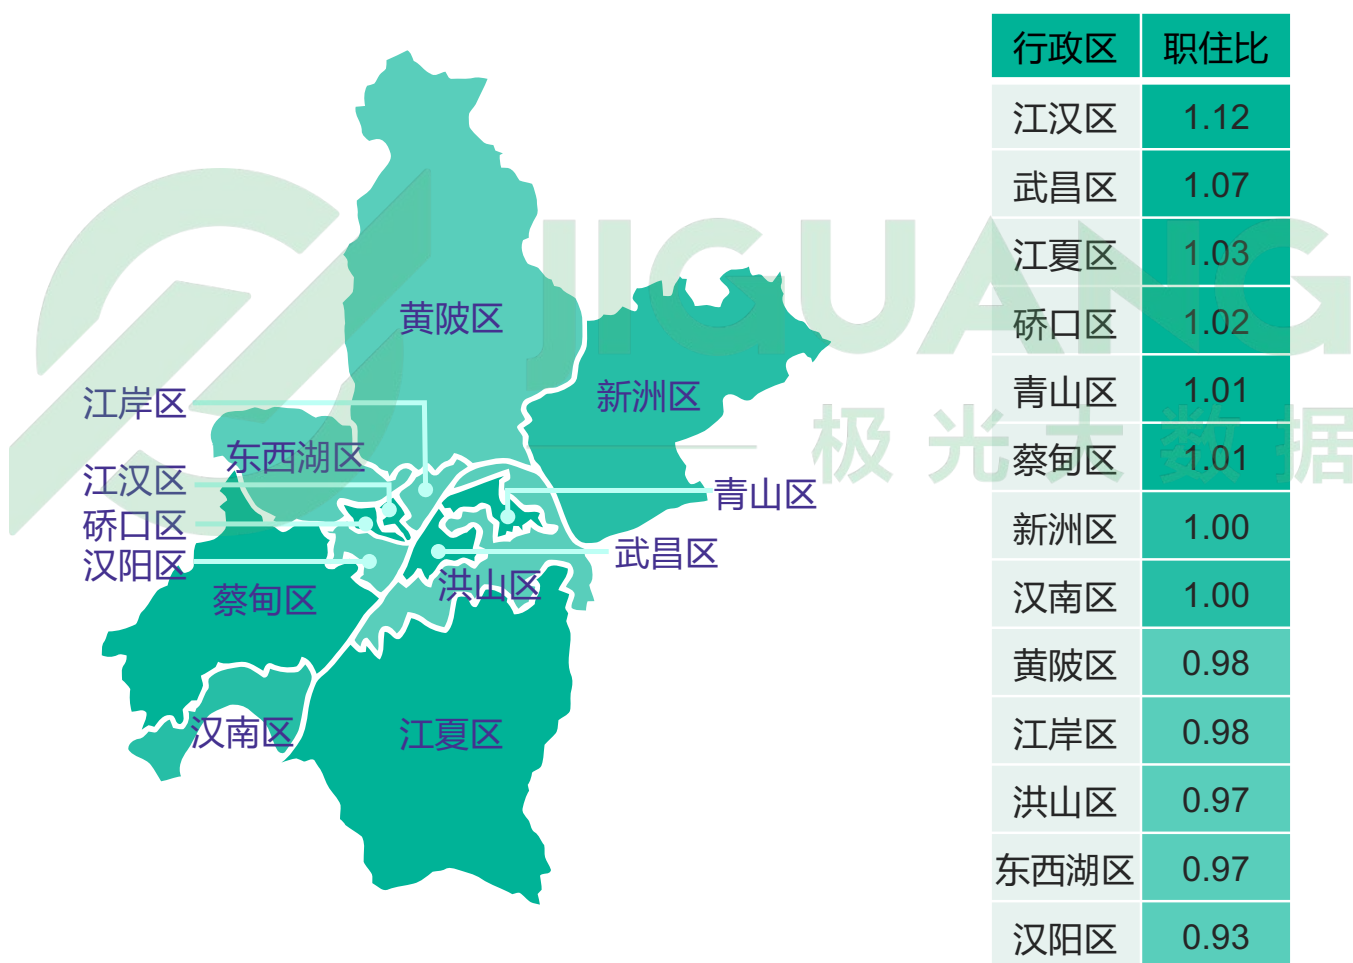 行政区 职住比
江汉区 1.12
武昌区 1.07
江夏区 1.03
硚口区 1.02
青山区 1.01
蔡甸区 1.01
新洲区 1.00
汉南区 1.00
黄陂区 0.98
江岸区 0.98
洪山区 0.97
东西湖区 0.97
汉阳区 0.93
黄陂区
江岸区
新洲区
东西湖区
江汉区
青山区
硚口区
武昌区
汉阳区
洪山区
蔡甸区
汉南区
江夏区
JIGUANG
极光大数据